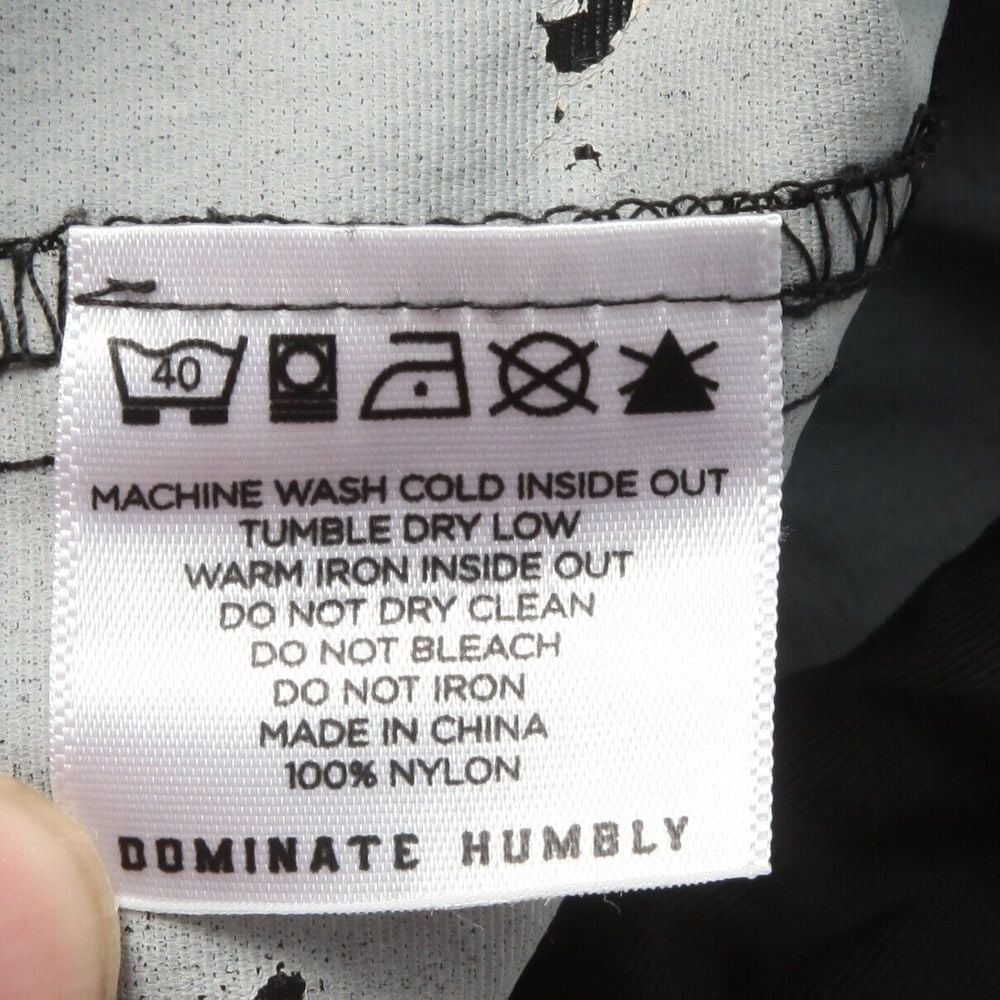 40
MACHINE WASH COLD INSIDE OUT
TUMBLE DRY LOW
WARM IRON INSIDE OUT
DO NOT DRY CLEAN
DO NOT BLEACH
DO NOT IRON
MADE IN CHINA
100% NYLON
DOMINATE HUMBLY